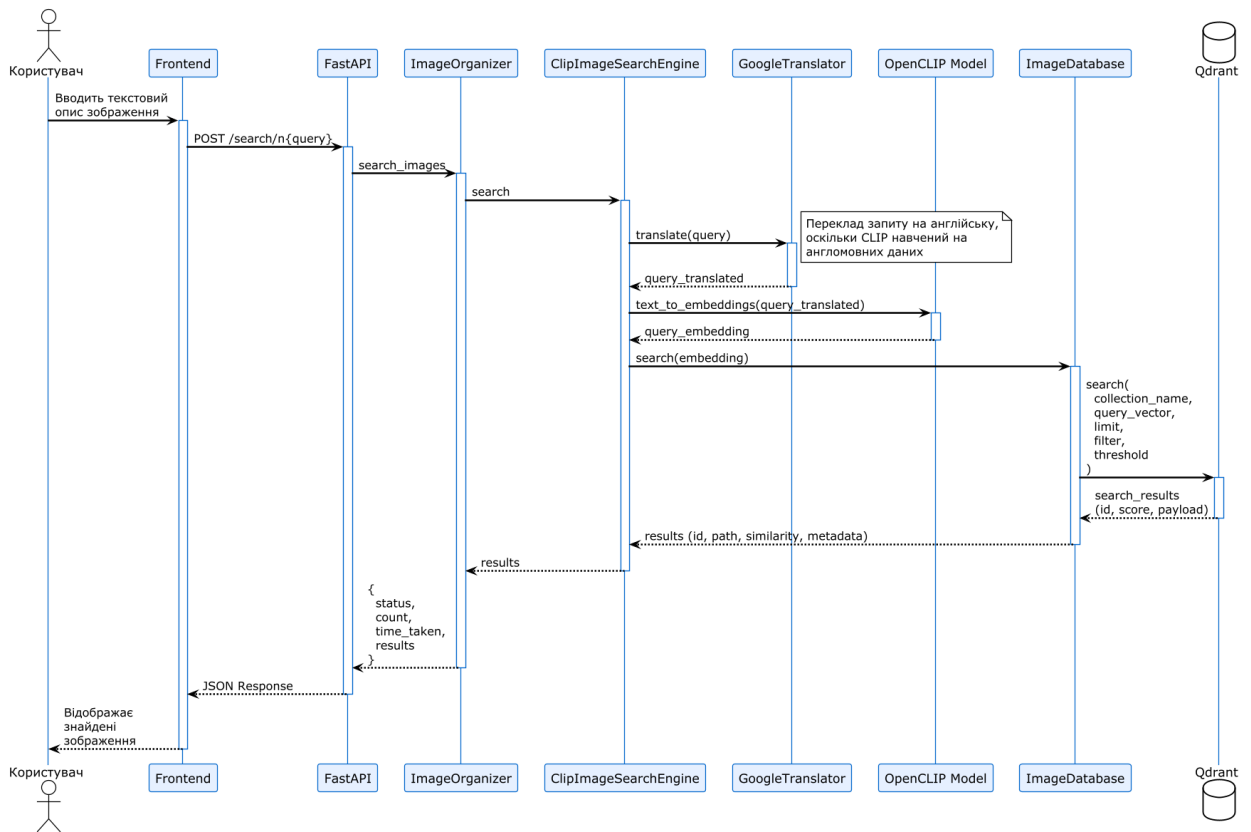 Користувач
Frontend
FastAPI
ImageOrganizer
ClipImageSearchEngine
GoogleTranslator
OpenCLIP Model
ImageDatabase
Qdrant
Вводить текстовий
опис зображення
POST /search/n{query}
search_images
search
Переклад запиту на англійську,
оскільки CLIP навчений на
англомовних даних
translate(query)
query_translated
text_to_embeddings(query_translated)
query_embedding
search(embedding)
search(
collection_name,
query_vector,
limit,
filter,
threshold
)
search_results
(id, score, payload)
results (id, path, similarity, metadata)
results
{
status,
count,
time_taken,
results
}
JSON Response
Відображає
знайдені
зображення
Користувач
Frontend
FastAPI
ImageOrganizer
ClipImageSearchEngine
GoogleTranslator
OpenCLIP Model
ImageDatabase
Qdrant